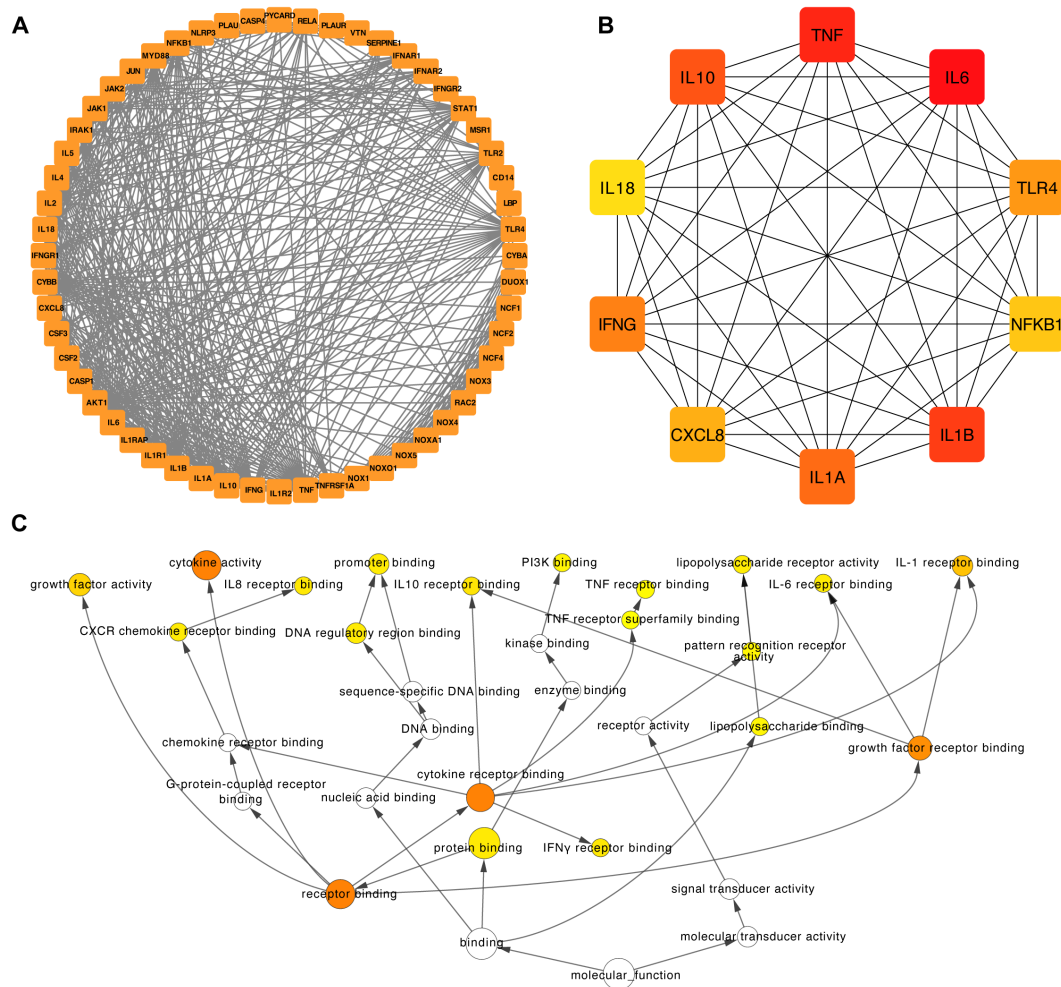 A
PYCARD
CASP4
PLAU
NLRP3
NFKB1
MYD88
JUN
JAK2
JAK1
IRAK1
IL5
IL4
IL2
IL18
IFNGR1
CYBB
CXCL8
CSF3
CSF2
CASP1
AKT1
IL6
IL1RAP
IL1R1
IL1B
IL1A
IL10
IFNG
IL1R2
TNF
TNFRSF1A
NOX1
NOXO1
NOX5
NOXA1
NOX4
RAC2
NOX3
NCF4
NCF2
NCF1
DUOX1
CYBA
TLR4
LBP
CD14
TLR2
MSR1
STAT1
IFNGR2
IFNAR2
IFNAR1
SERPINE1
VTN
PLAUR
RELA
B
TNF
IL10
IL6
IL18
TLR4
IFNG
NFKB1
CXCL8
IL1B
IL1A
C
cytokine activity
promoter binding
PI3K binding
lipopolysaccharide receptor activity
IL-1 receptor binding
growth factor activity
IL8 receptor binding
IL10 receptor binding
TNF receptor binding
IL-6 receptor binding
CXCR chemokine receptor binding
DNA regulatory region binding
TNF receptor superfamily binding
kinase binding
pattern recognition receptor
activity
sequence-specific DNA binding
enzyme binding
DNA binding
receptor activity
lipopolysaccharide binding
chemokine receptor binding
growth factor receptor binding
cytokine receptor binding
G-protein-coupled receptor
binding
nucleic acid binding
protein binding
IFNγ receptor binding
receptor binding
signal transducer activity
binding
molecular transducer activity
molecular_function